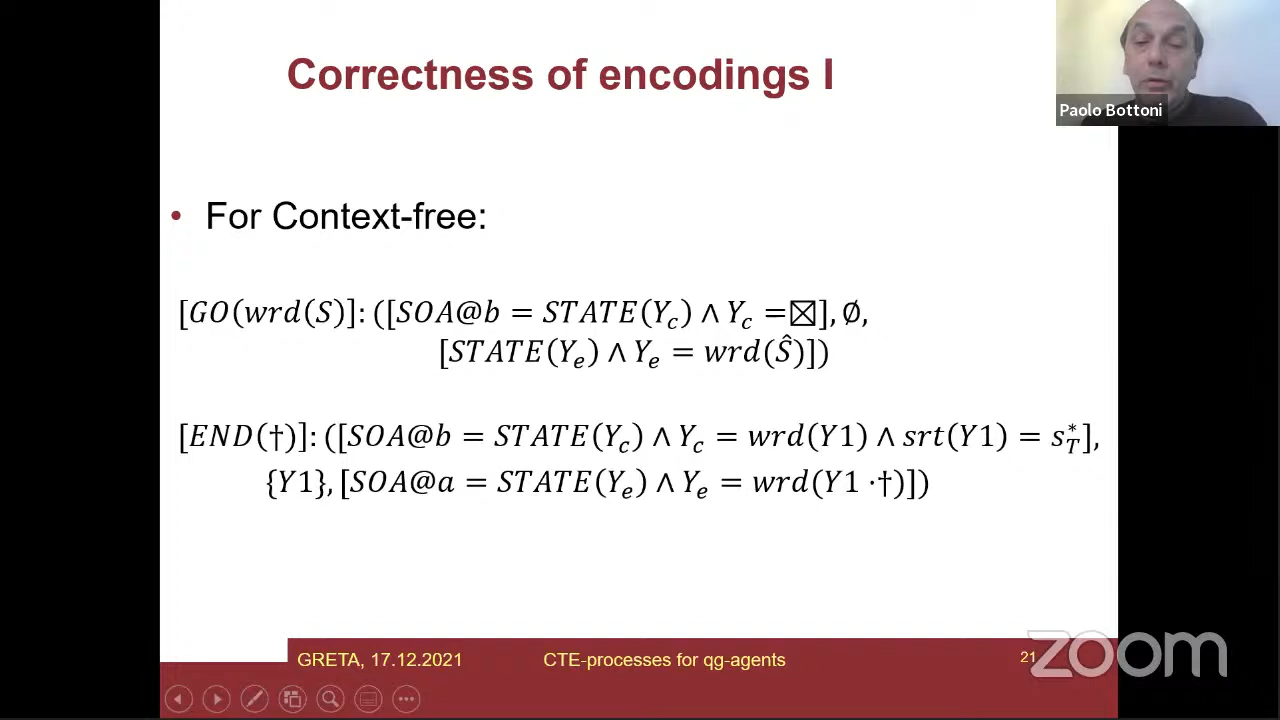 Correctness of encodings I
Paolo Bottoni
• For Context-free:
[GO(wrd(S)]: ([SOA@b = STATE(Y_c) ∧ Y_c =⊠], ∅,
[STATE(Y_e) ∧ Y_e = wrd(Ŝ)])
[END(†)]: ([SOA@b = STATE(Y_c) ∧ Y_c = wrd(Y1) ∧ srt(Y1) = s_T^*],
{Y1}, [SOA@a = STATE(Y_e) ∧ Y_e = wrd(Y1 ·†)])
GRETA, 17.12.2021 CTE-processes for qg-agents 21
zoom